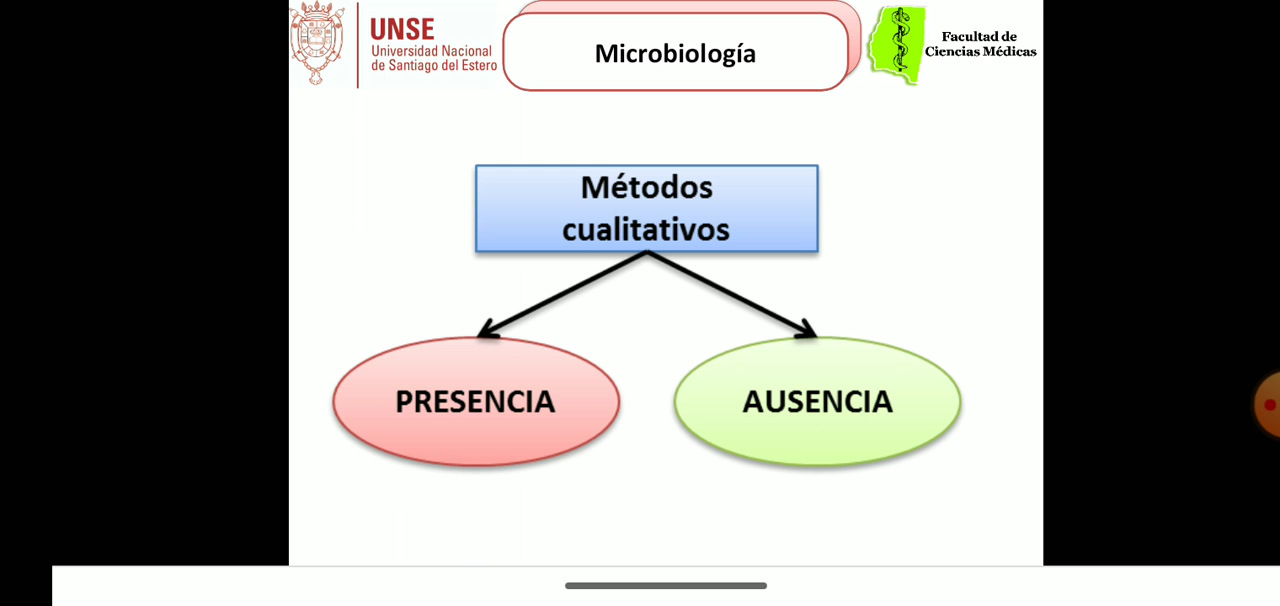 UNSE
Universidad Nacional
de Santiago del Estero
Microbiología
Facultad de
Ciencias Médicas
Métodos
cualitativos
PRESENCIA
AUSENCIA